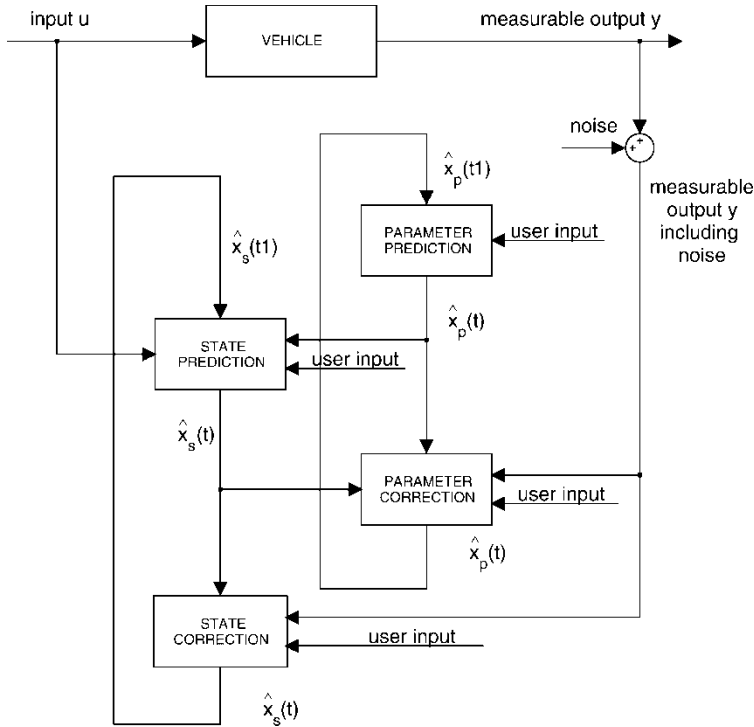 input u
VEHICLE
measurable output y
noise
+
+
measurable
output y
including
noise
x̂p(t1)
PARAMETER
PREDICTION
user input
x̂s(t1)
x̂p(t)
STATE
PREDICTION
user input
x̂s(t)
PARAMETER
CORRECTION
user input
x̂p(t)
STATE
CORRECTION
user input
x̂s(t)